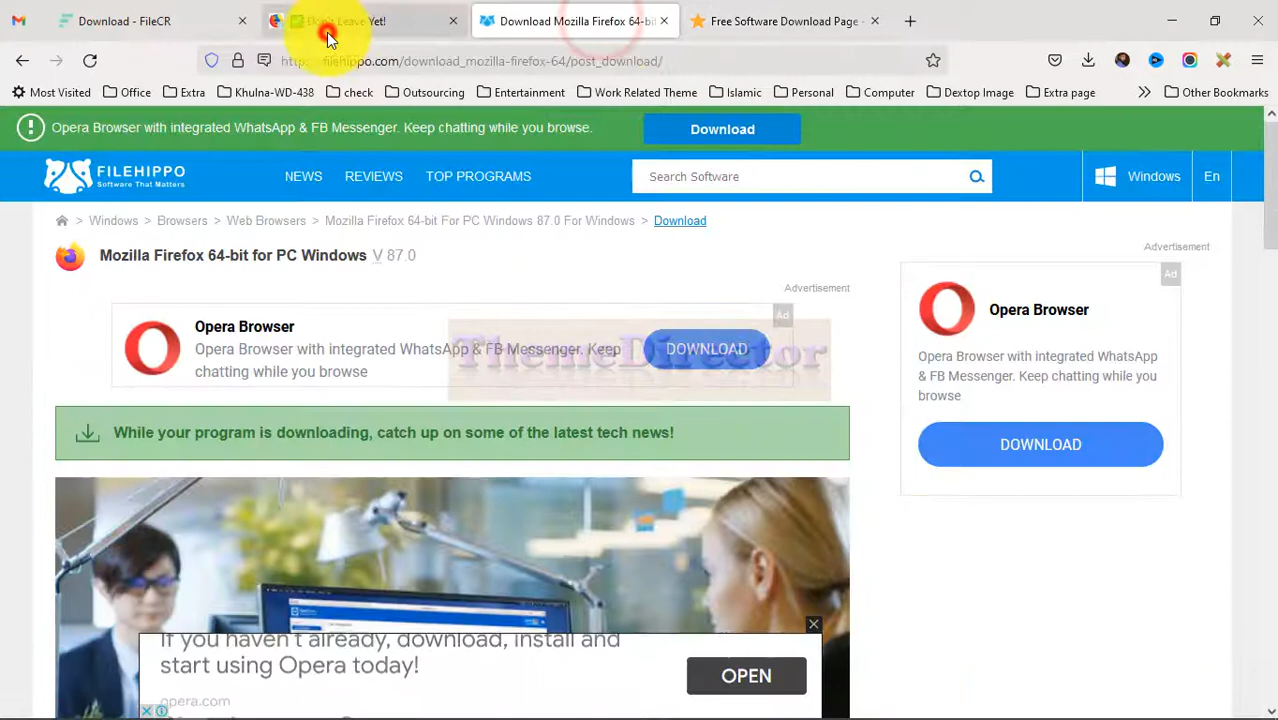 Download - FileCR
Don't Leave Yet!
Download Mozilla Firefox 64-bit
Free Software Download Page -
filehippo.com/download_mozilla-firefox-64/post_download/
Most Visited Office Extra Khulna-WD-438 check Outsourcing Entertainment Work Related Theme Islamic Personal Computer Dextop Image Extra page Other Bookmarks
Opera Browser with integrated WhatsApp & FB Messenger. Keep chatting while you browse.
Download
FILEHIPPO
Software That Matters
NEWS REVIEWS TOP PROGRAMS
Search Software
Windows En
> Windows > Browsers > Web Browsers > Mozilla Firefox 64-bit For PC Windows 87.0 For Windows > Download
Mozilla Firefox 64-bit for PC Windows V 87.0
Advertisement
Advertisement
Ad
Opera Browser
Opera Browser with integrated WhatsApp & FB Messenger. Keep
chatting while you browse
DOWNLOAD
ThemeDirector
Ad
Opera Browser
Opera Browser with integrated WhatsApp
& FB Messenger. Keep chatting while you
browse
DOWNLOAD
While your program is downloading, catch up on some of the latest tech news!
If you haven't already, download, install and
start using Opera today!
opera.com
OPEN